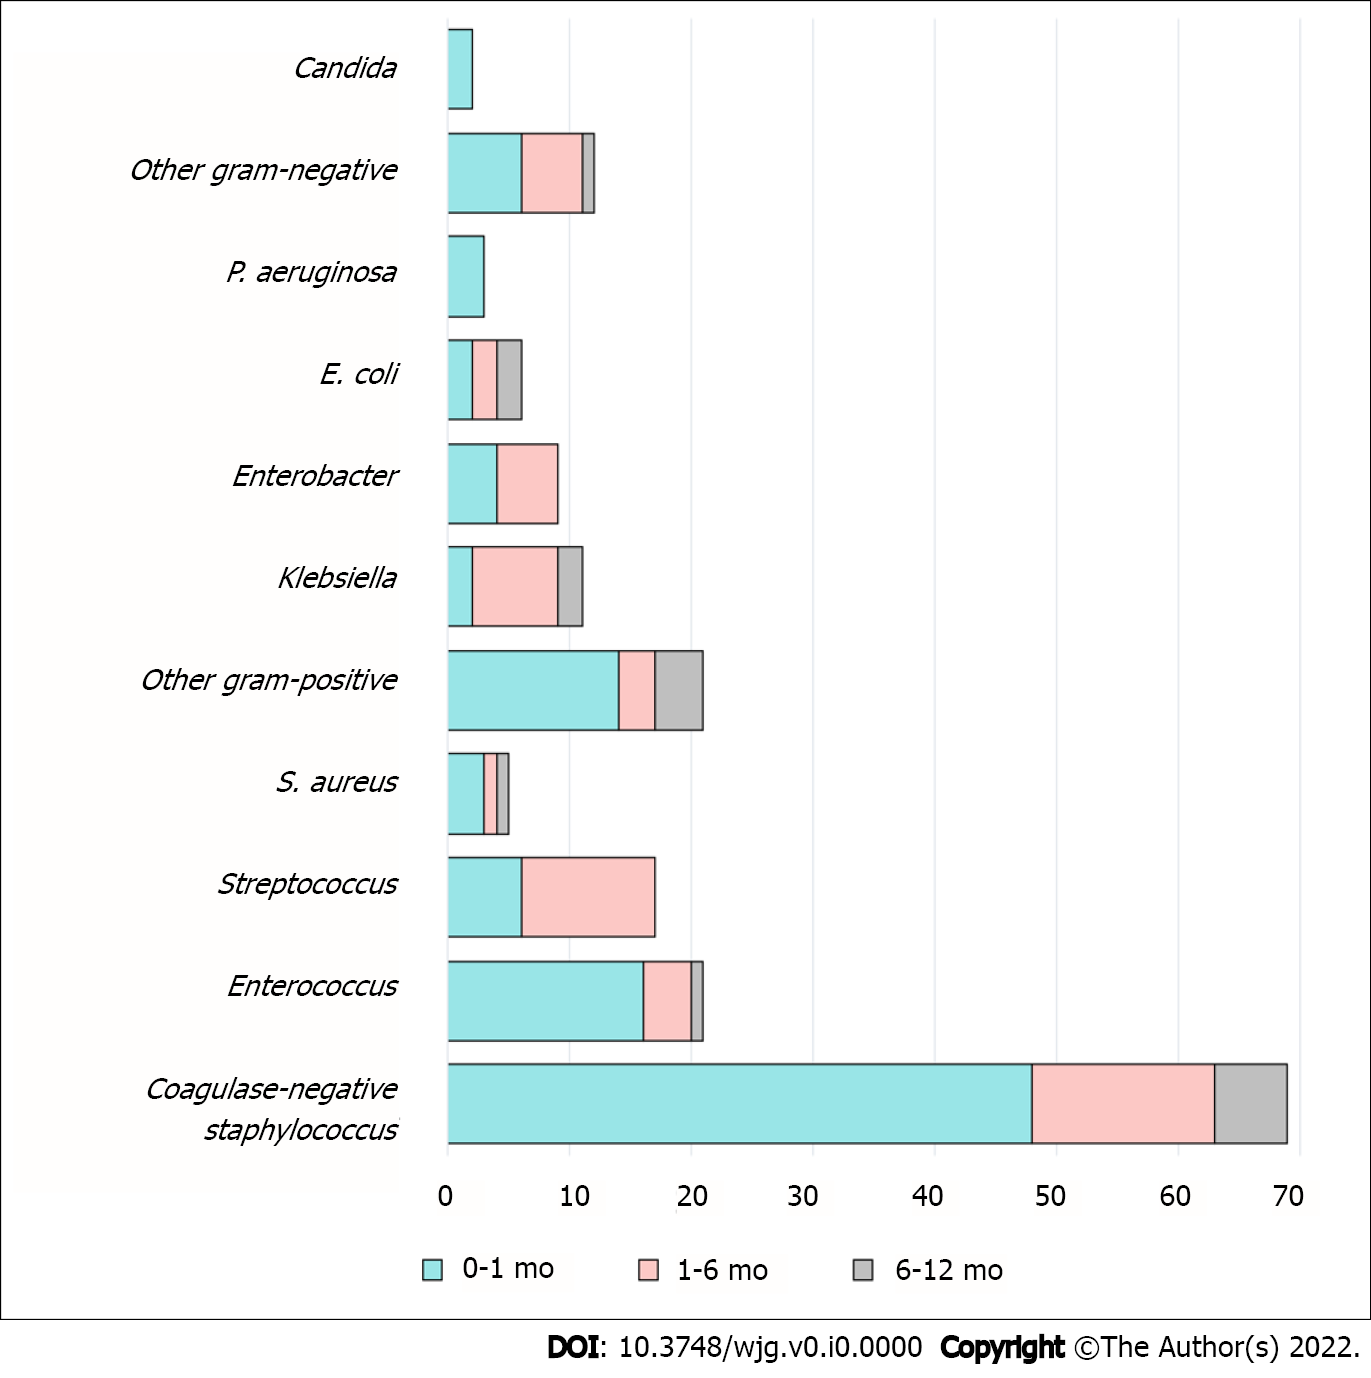 Candida
Other gram-negative
P. aeruginosa
E. coli
Enterobacter
Klebsiella
Other gram-positive
S. aureus
Streptococcus
Enterococcus
Coagulase-negative
staphylococcus
0 10 20 30 40 50 60 70
0-1 mo 1-6 mo 6-12 mo
DOI: 10.3748/wjg.v0.i0.0000 Copyright ©The Author(s) 2022.